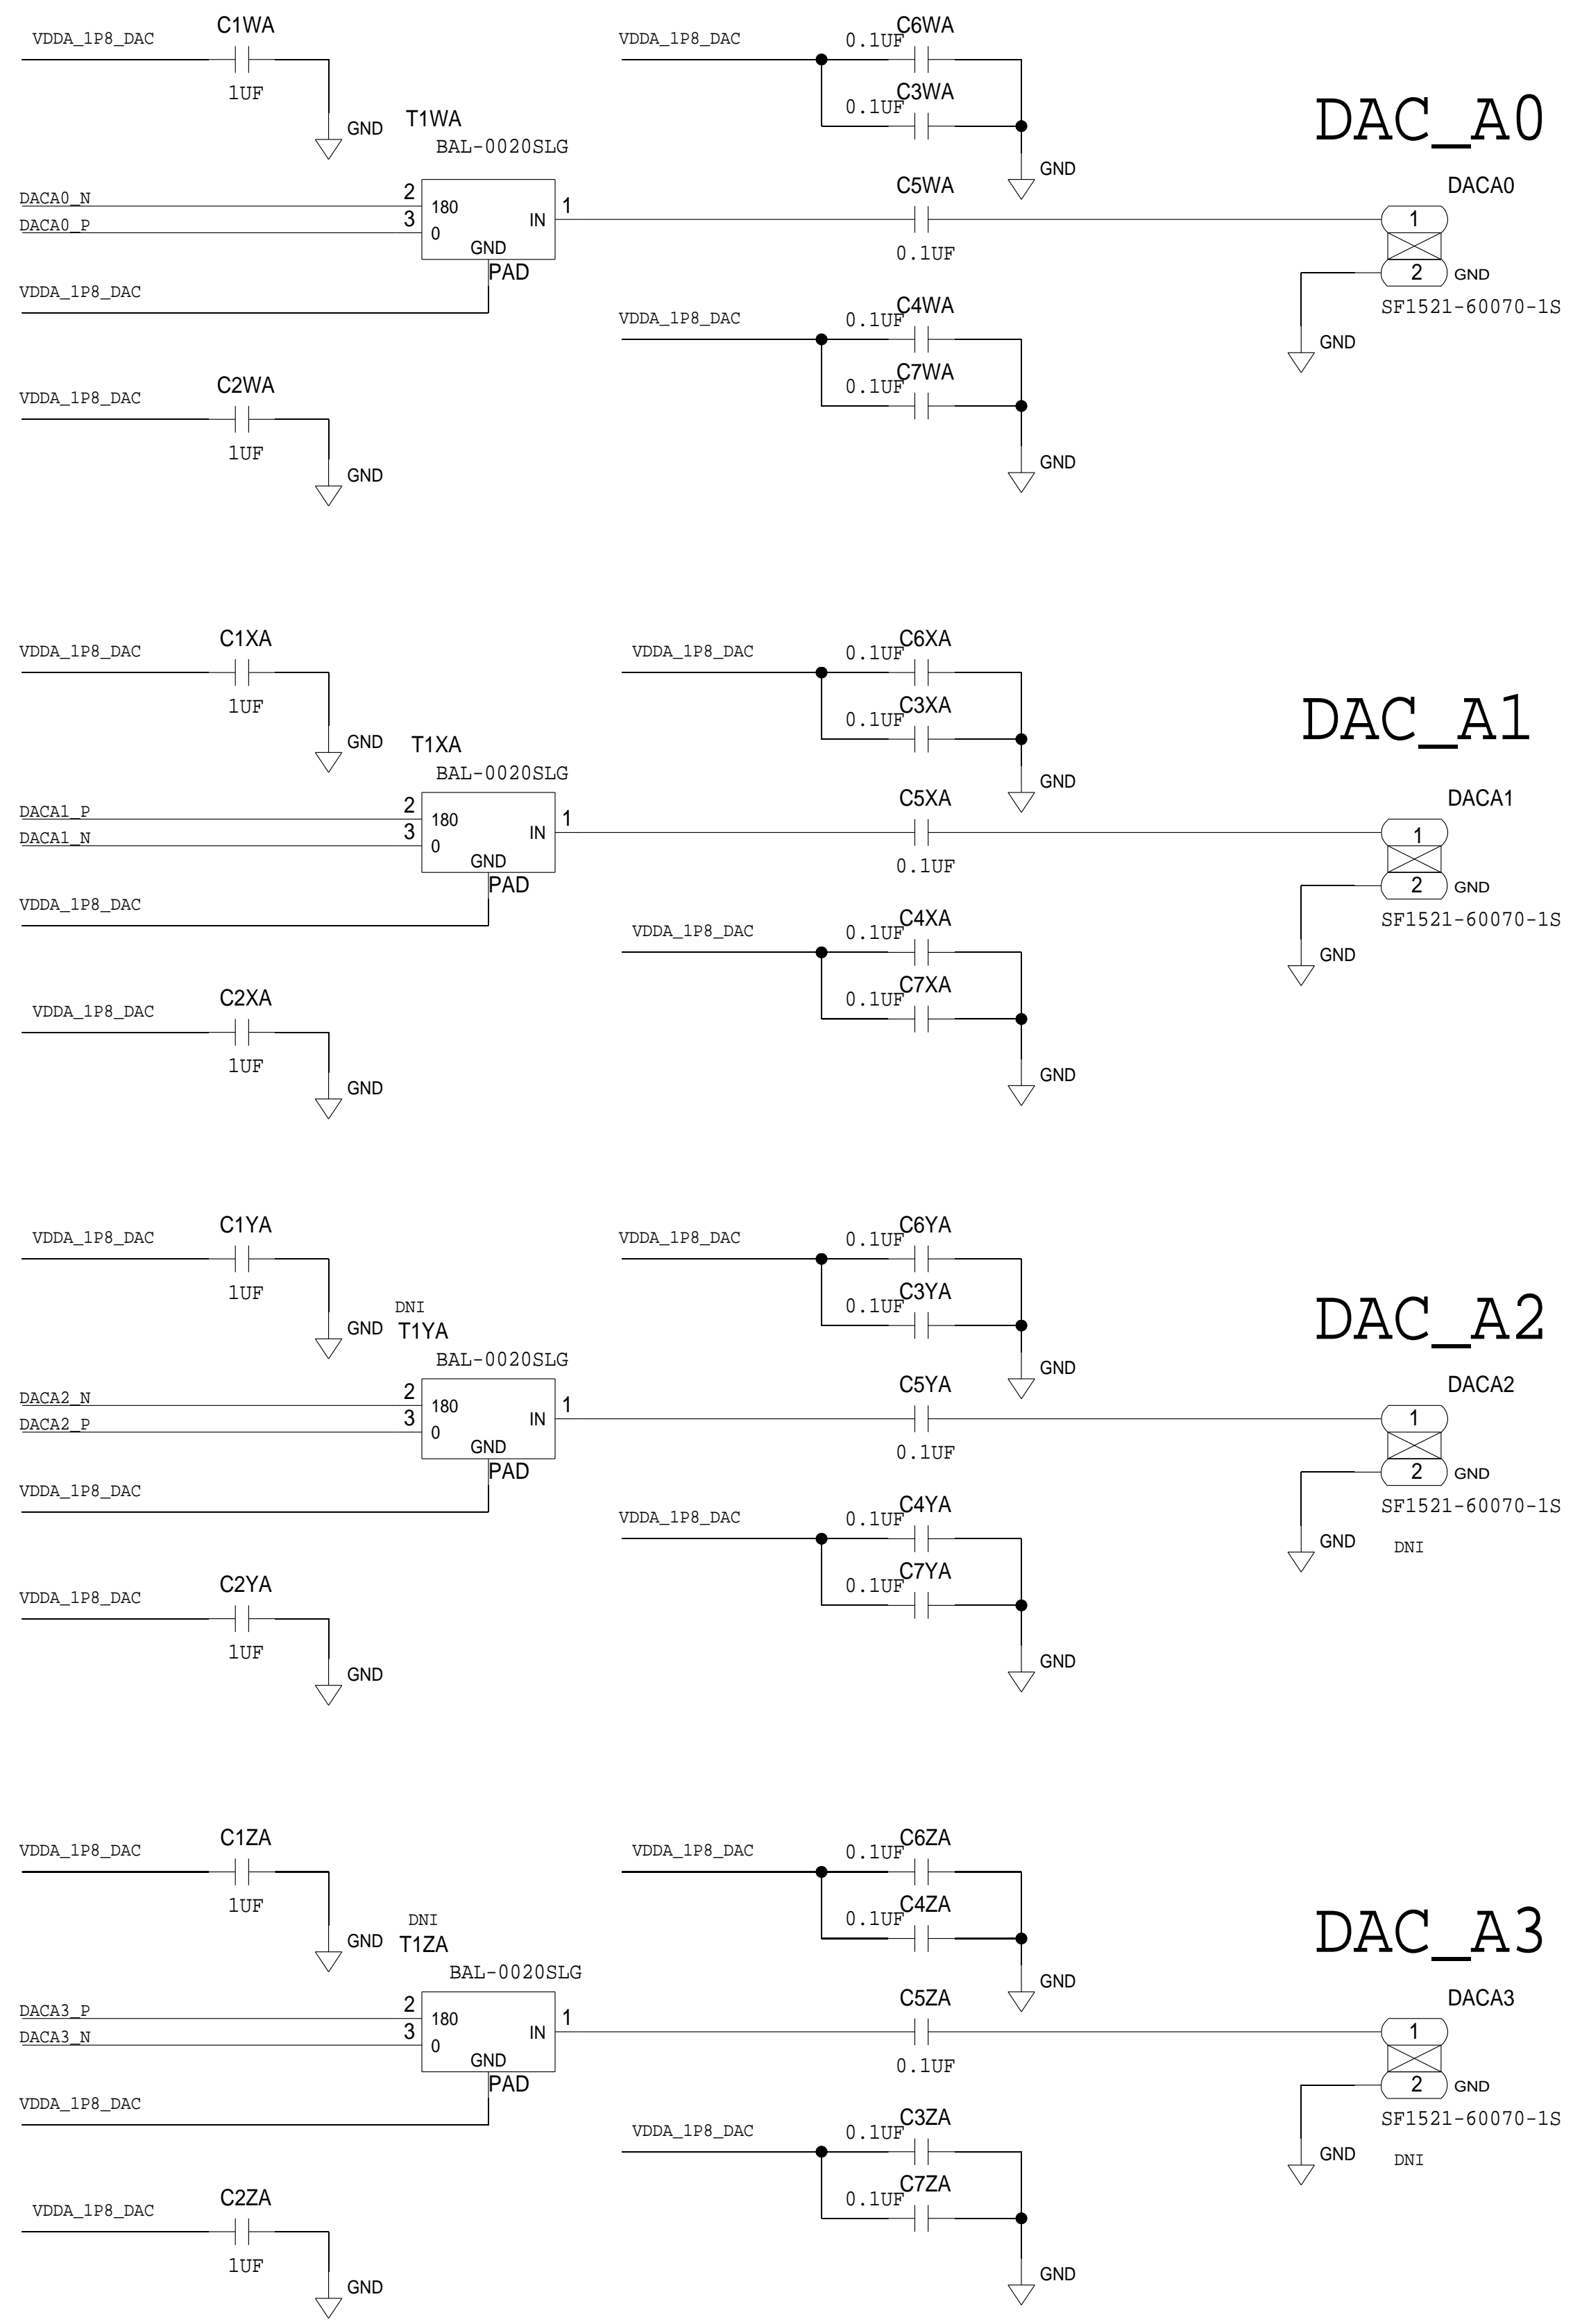 C1WA
C6WA
VDDA_1P8_DAC
VDDA_1P8_DAC
0.1UF
1UF
C3WA
0.1UF
GND
T1WA
BAL-0020SLG
GND
DAC_A0
DACA0_N
2
180
IN
1
C5WA
DACA0
DACA0_P
3
0
GND
PAD
0.1UF
1
2
GND
SF1521-60070-1S
GND
VDDA_1P8_DAC
VDDA_1P8_DAC
0.1UF
C4WA
C7WA
0.1UF
GND
C2WA
VDDA_1P8_DAC
1UF
GND
C1XA
C6XA
VDDA_1P8_DAC
VDDA_1P8_DAC
0.1UF
1UF
C3XA
0.1UF
GND
T1XA
BAL-0020SLG
GND
DAC_A1
DACA1_P
2
180
IN
1
C5XA
DACA1
DACA1_N
3
0
GND
PAD
0.1UF
1
2
GND
SF1521-60070-1S
GND
VDDA_1P8_DAC
VDDA_1P8_DAC
0.1UF
C4XA
C7XA
0.1UF
GND
C2XA
VDDA_1P8_DAC
1UF
GND
C1YA
C6YA
VDDA_1P8_DAC
VDDA_1P8_DAC
0.1UF
1UF
C3YA
0.1UF
DNI
GND
T1YA
BAL-0020SLG
GND
DAC_A2
DACA2_N
2
180
IN
1
C5YA
DACA2
DACA2_P
3
0
GND
PAD
0.1UF
1
2
GND
SF1521-60070-1S
GND
DNI
VDDA_1P8_DAC
VDDA_1P8_DAC
0.1UF
C4YA
C7YA
0.1UF
GND
C2YA
VDDA_1P8_DAC
1UF
GND
C1ZA
C6ZA
VDDA_1P8_DAC
VDDA_1P8_DAC
0.1UF
1UF
C4ZA
0.1UF
DNI
GND
T1ZA
BAL-0020SLG
GND
DAC_A3
DACA3_P
2
180
IN
1
C5ZA
DACA3
DACA3_N
3
0
GND
PAD
0.1UF
1
2
GND
SF1521-60070-1S
GND
DNI
VDDA_1P8_DAC
VDDA_1P8_DAC
0.1UF
C3ZA
C7ZA
0.1UF
GND
C2ZA
VDDA_1P8_DAC
1UF
GND